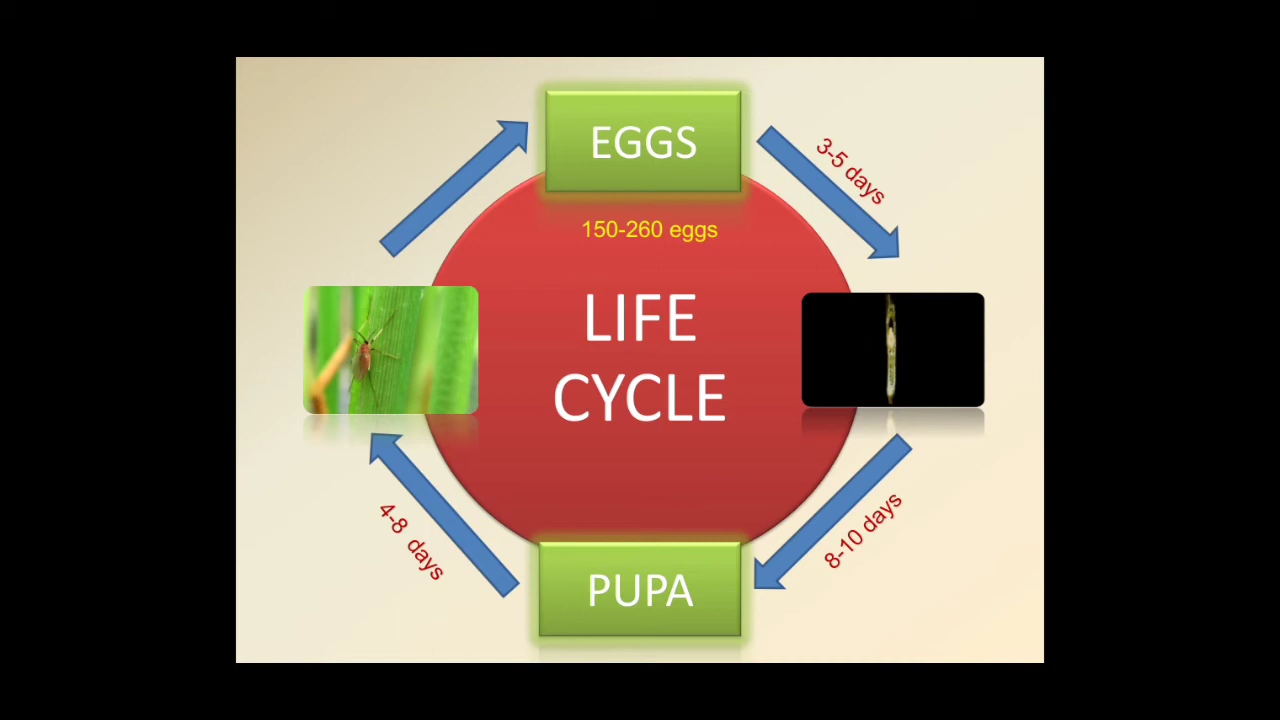 EGGS
3-5 days
150-260 eggs
LIFE
CYCLE
4-8 days
8-10 days
PUPA